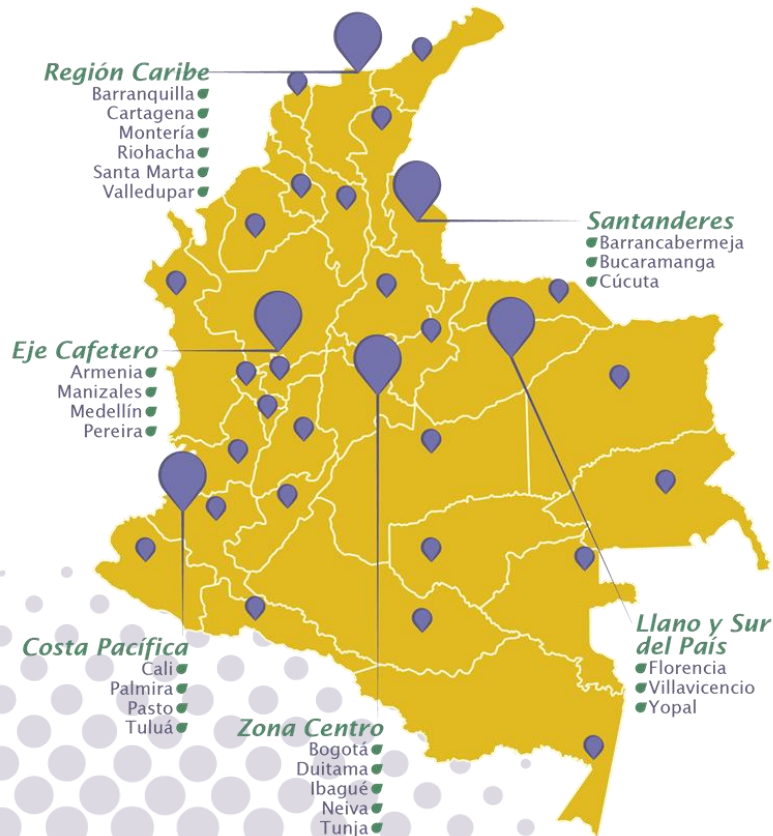 Región Caribe
Barranquilla
Cartagena
Montería
Riohacha
Santa Marta
Valledupar
Santanderes
Barrancabermeja
Bucaramanga
Cúcuta
Eje Cafetero
Armenia
Manizales
Medellín
Pereira
Llano y Sur
del País
Florencia
Villavicencio
Yopal
Costa Pacífica
Cali
Palmira
Pasto
Tuluá
Zona Centro
Bogotá
Duitama
Ibagué
Neiva
Tunja